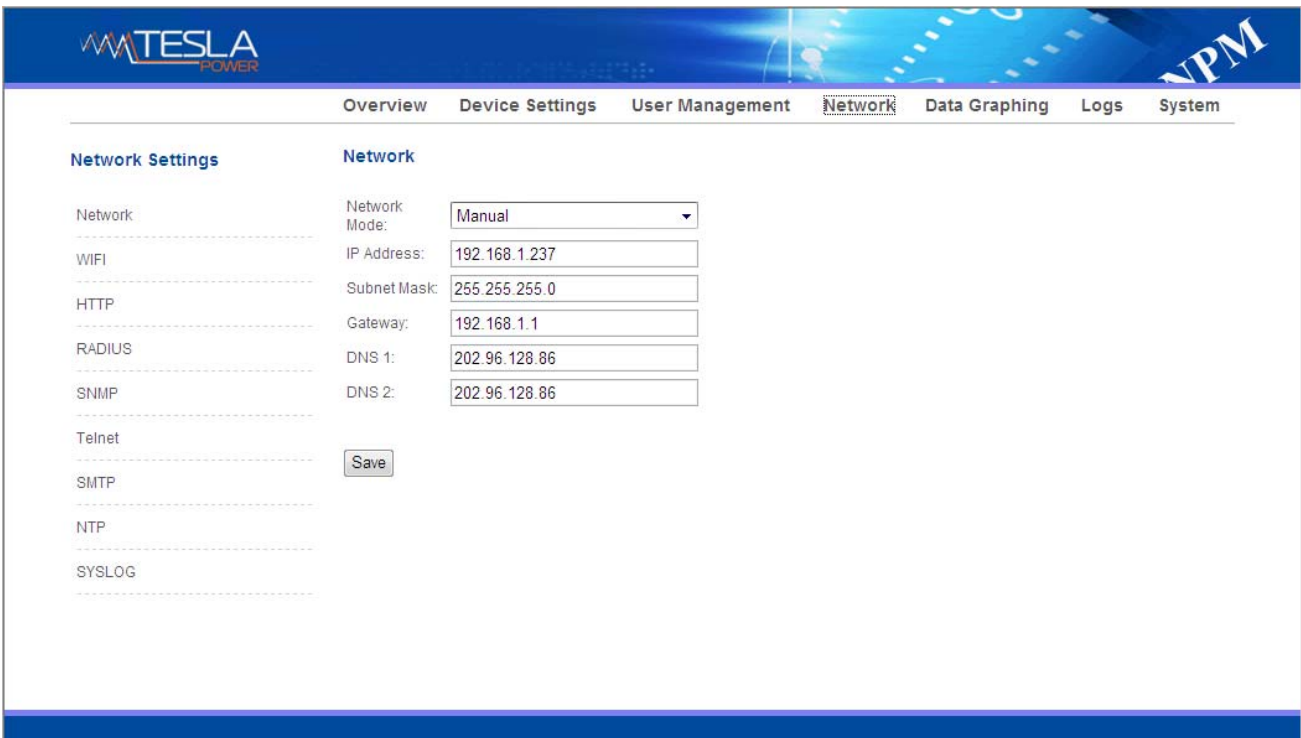 TESLA
POWER
NPM
Overview Device Settings User Management Network Data Graphing Logs System
Network Settings
Network
WIFI
HTTP
RADIUS
SNMP
Telnet
SMTP
NTP
SYSLOG
Network
Network
Mode: Manual
IP Address: 192.168.1.237
Subnet Mask: 255.255.255.0
Gateway: 192.168.1.1
DNS 1: 202.96.128.86
DNS 2: 202.96.128.86
Save